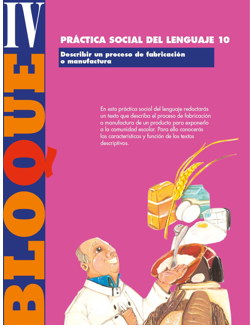 BLOQUE IV
PRÁCTICA SOCIAL DEL LENGUAJE 10
Describir un proceso de fabricación
o manufactura
En esta práctica social del lenguaje redactarás
un texto que describa el proceso de fabricación
o manufactura de un producto para exponerlo
a la comunidad escolar. Para ello conocerás
las características y función de los textos
descriptivos.